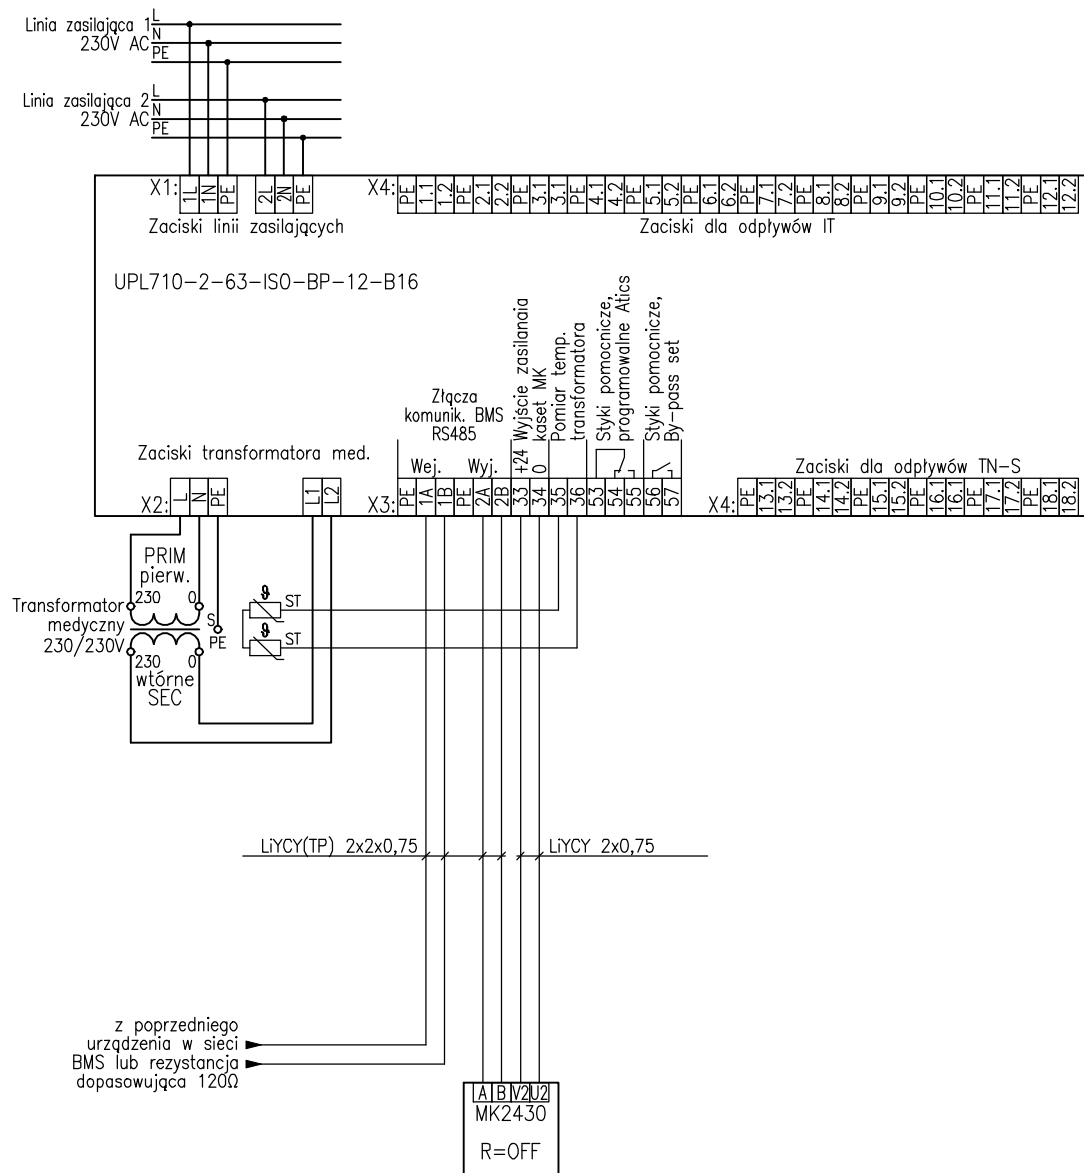 Linia zasilająca 1
230V AC
L
N
PE
Linia zasilająca 2
230V AC
L
N
PE
X1: 1L 1N PE 2L 2N PE
Zaciski linii zasilających
X4: PE 1.1 1.2 PE 2.1 2.2 PE 3.1 3.1 PE 4.1 4.2 PE 5.1 5.2 PE 6.1 6.2 PE 7.1 7.2 PE 8.1 8.2 PE 9.1 9.2 PE 10.1 10.2 PE 11.1 11.2 PE 12.1 12.2
Zaciski dla odpływów IT
UPL710-2-63-ISO-BP-12-B16
Złącza
komunik. BMS
RS485
Wej. Wyj.
+24 Wyjście zasilanaia
0 kaset MK
Pomiar temp.
transformatora
Styki pomocnicze,
programowalne Atics
Styki pomocnicze,
By-pass set
Zaciski transformatora med.
X2: L N PE L1 L2
X3: PE 1A 1B PE 2A 2B 33 34 35 36 53 54 55 56 57
Zaciski dla odpływów TN-S
X4: PE 13.1 13.2 PE 14.1 14.2 PE 15.1 15.2 PE 16.1 16.1 PE 17.1 17.2 PE 18.1 18.2
PRIM
pierw.
230 0
Transformator
medyczny
230/230V
S
PE
230 0
wtórne
SEC
ϑ
ST
ϑ
ST
LiYCY(TP) 2x2x0,75
LiYCY 2x0,75
z poprzedniego
urządzenia w sieci
BMS lub rezystancja
dopasowująca 120Ω
A B V2 U2
MK2430
R=OFF